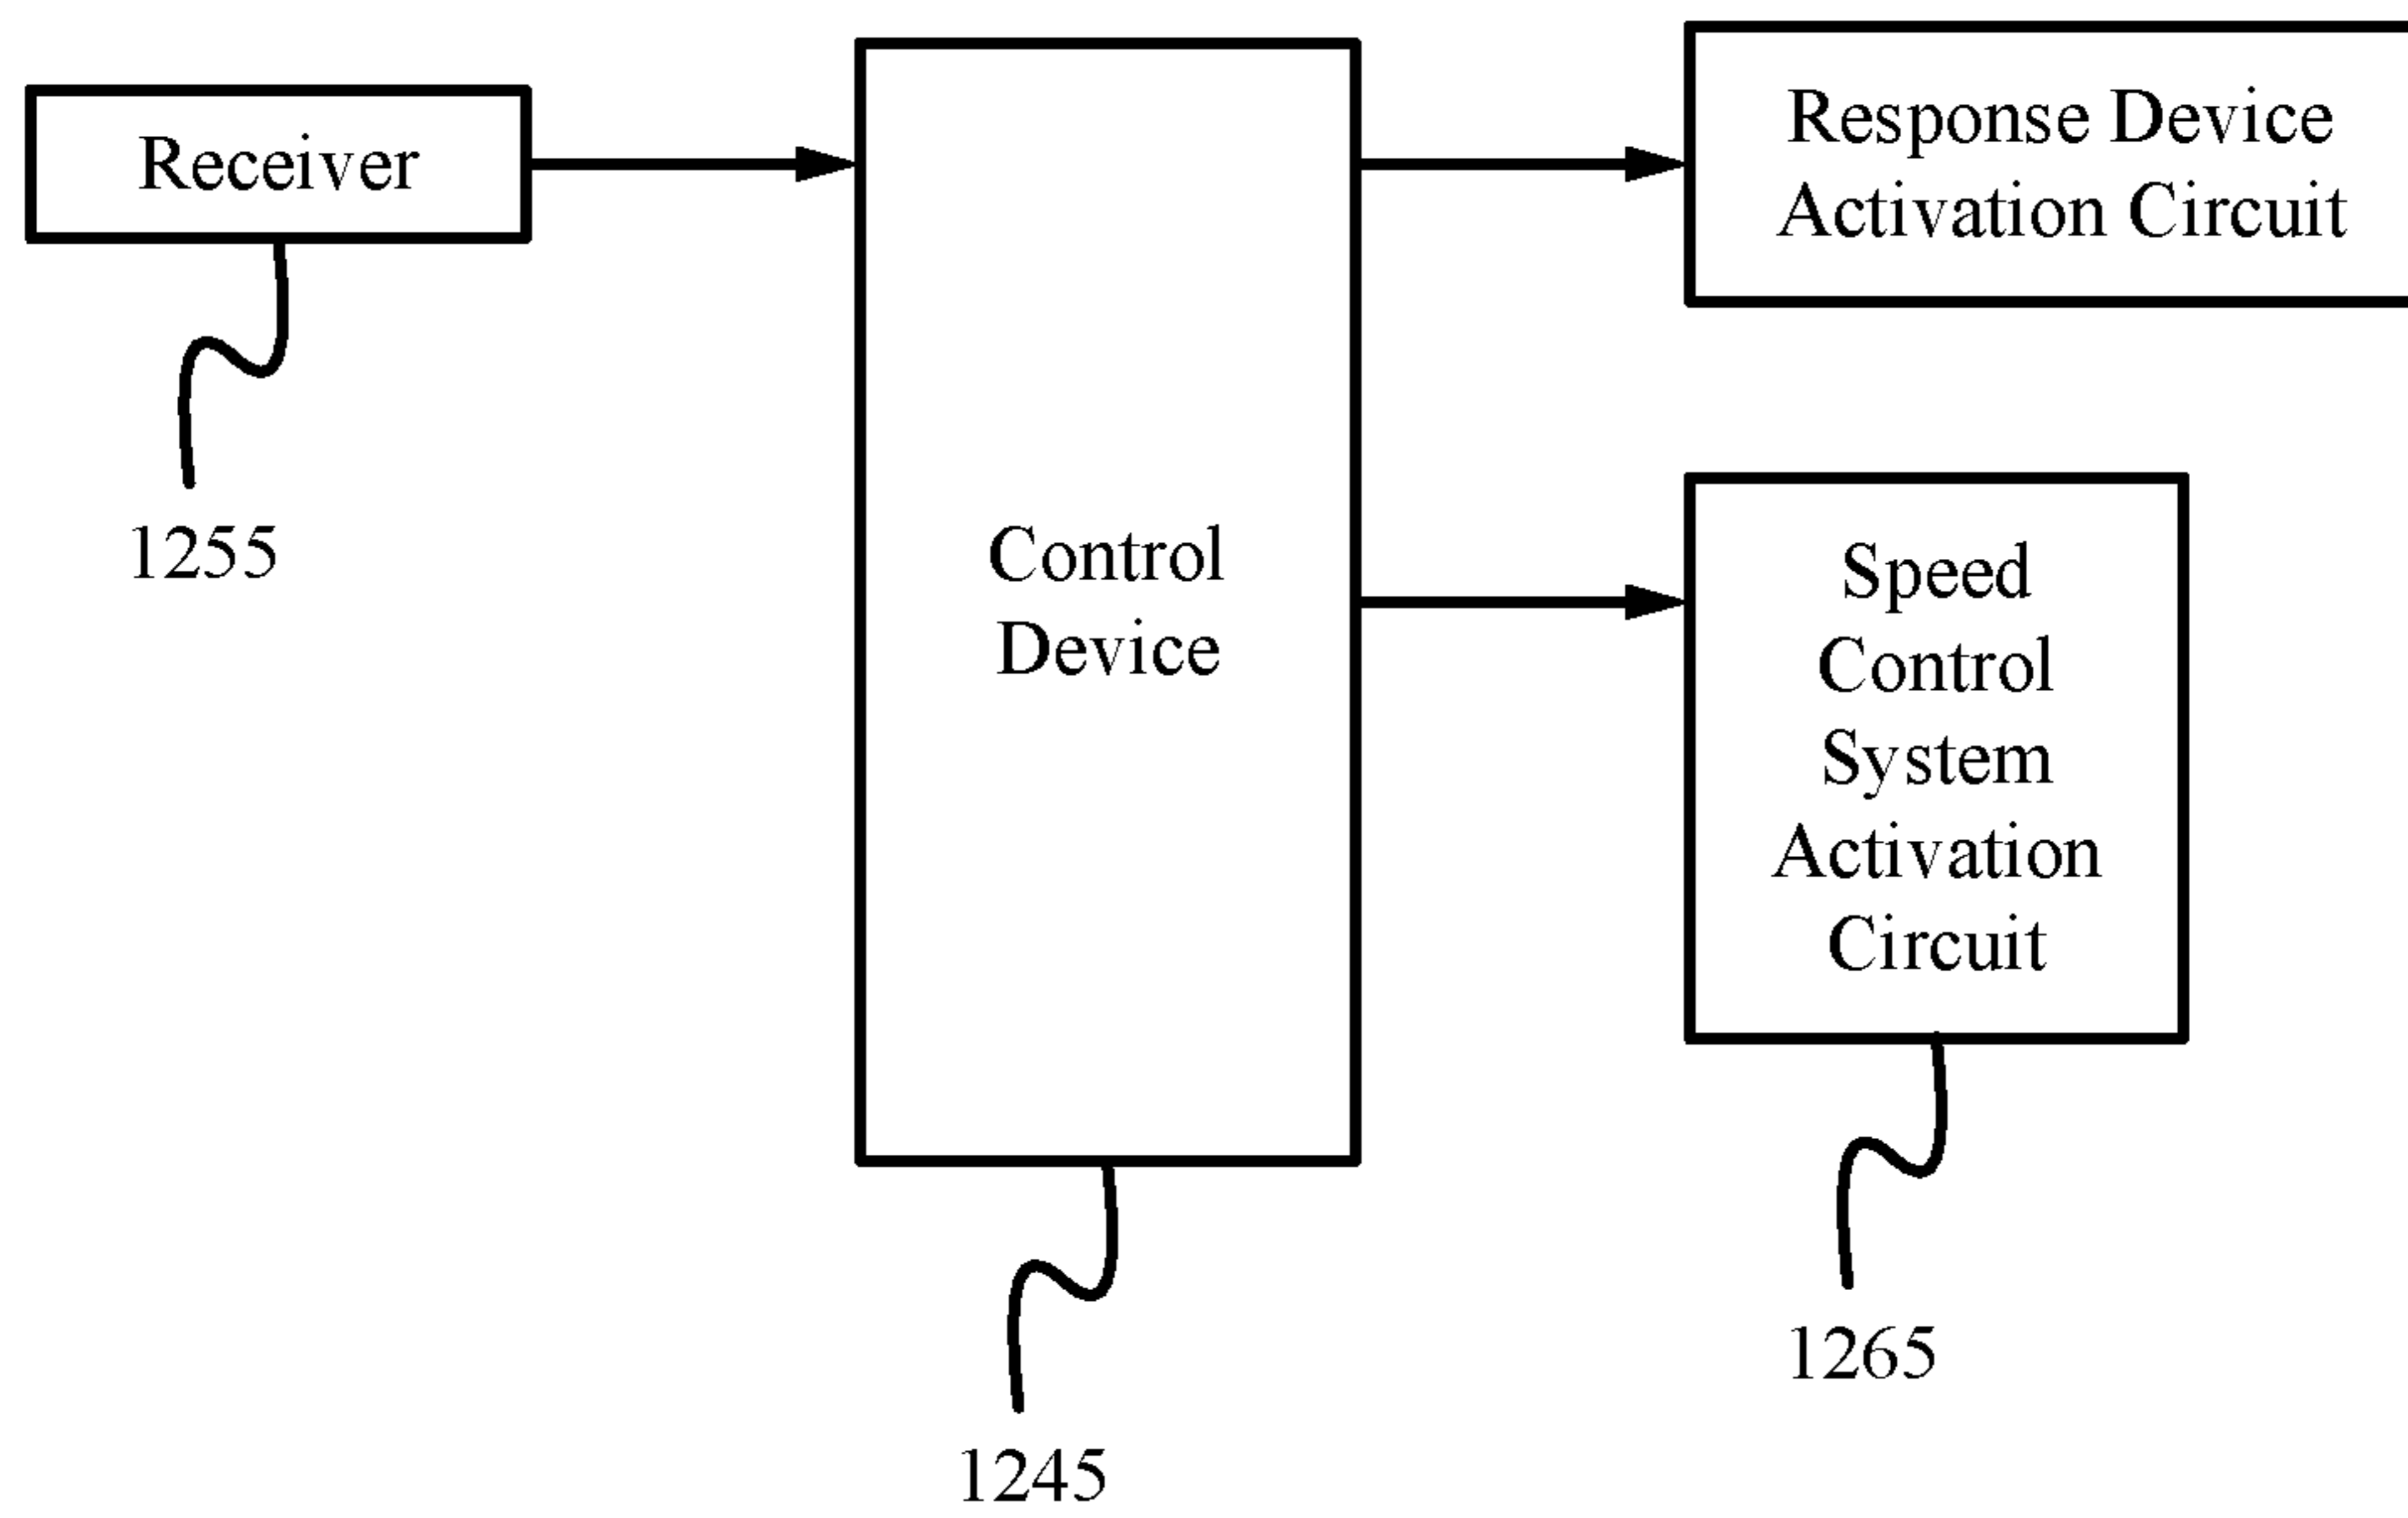 Receiver
1255
Control
Device
1245
Response Device
Activation Circuit
Speed
Control
System
Activation
Circuit
1265